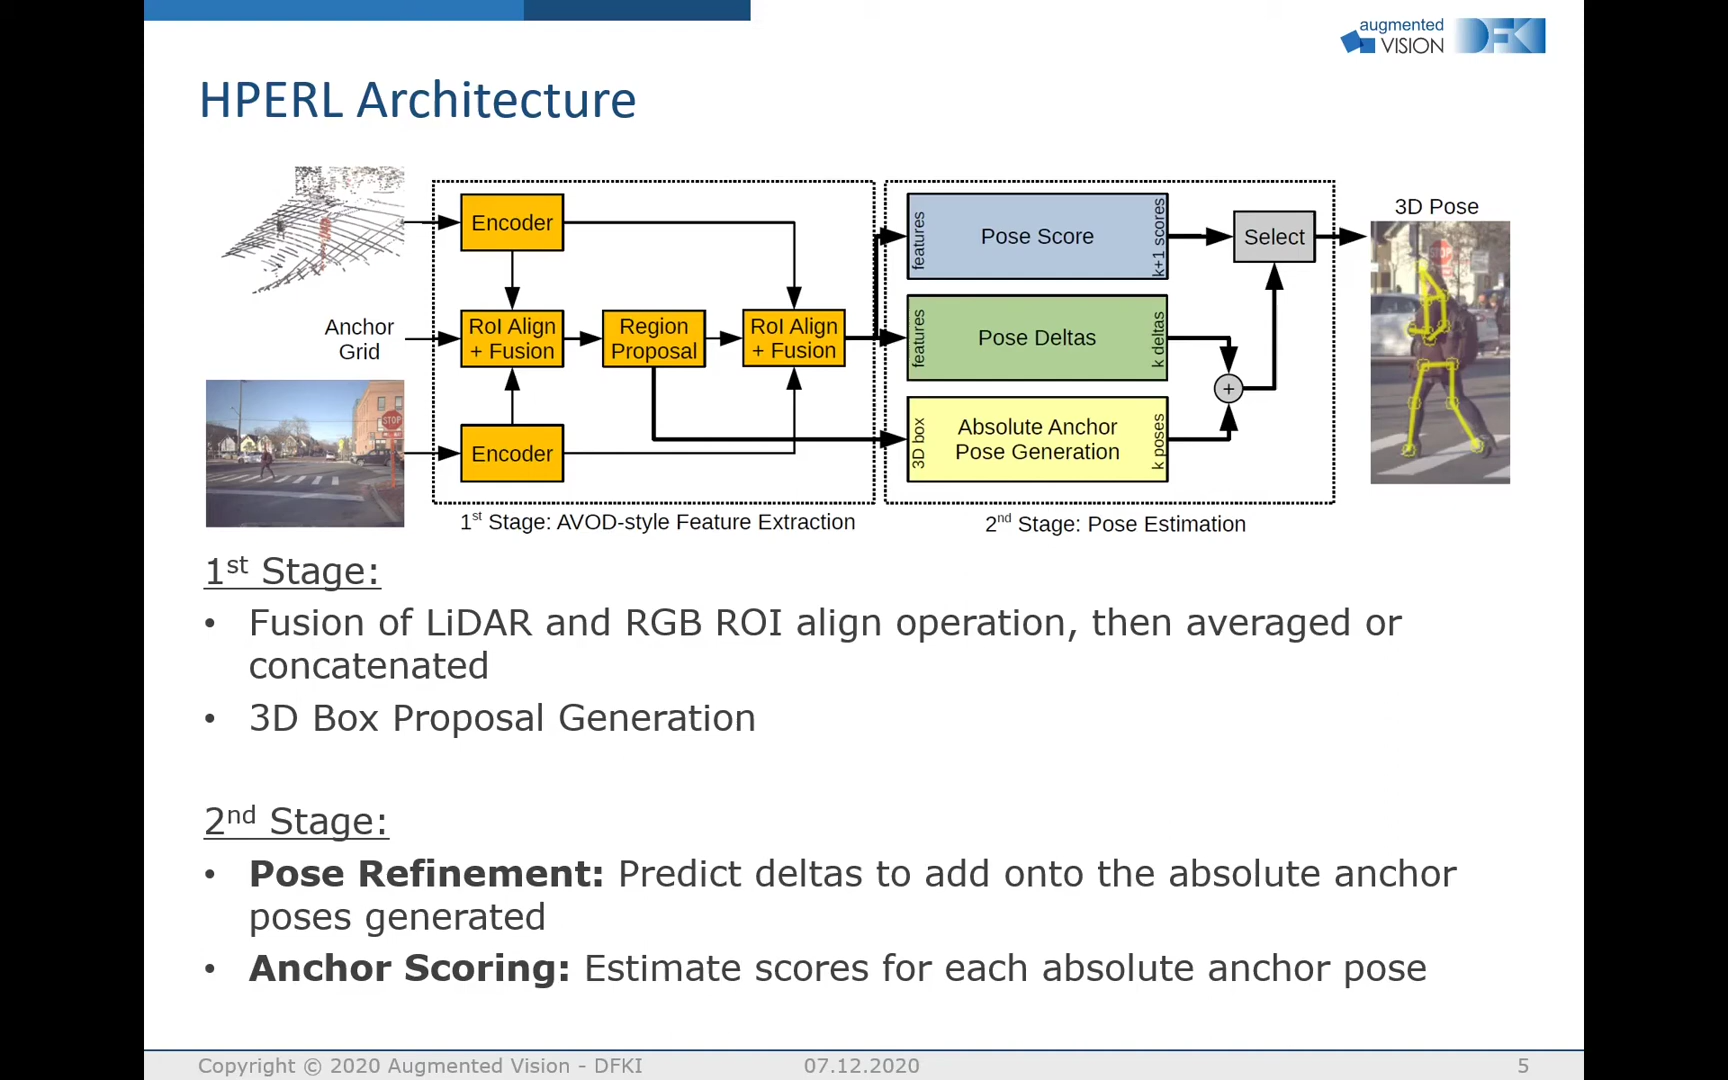 augmented
VISION
DFKI
HPERL Architecture
Encoder
Anchor
Grid
RoI Align
+ Fusion
Region
Proposal
RoI Align
+ Fusion
Encoder
STOP
1st Stage: AVOD-style Feature Extraction
features
Pose Score
k+1 scores
Select
features
Pose Deltas
k deltas
+
3D box
Absolute Anchor
Pose Generation
k poses
2nd Stage: Pose Estimation
3D Pose
STOP
1st Stage:
• Fusion of LiDAR and RGB ROI align operation, then averaged or
concatenated
• 3D Box Proposal Generation
2nd Stage:
• Pose Refinement: Predict deltas to add onto the absolute anchor
poses generated
• Anchor Scoring: Estimate scores for each absolute anchor pose
Copyright © 2020 Augmented Vision - DFKI
07.12.2020
5